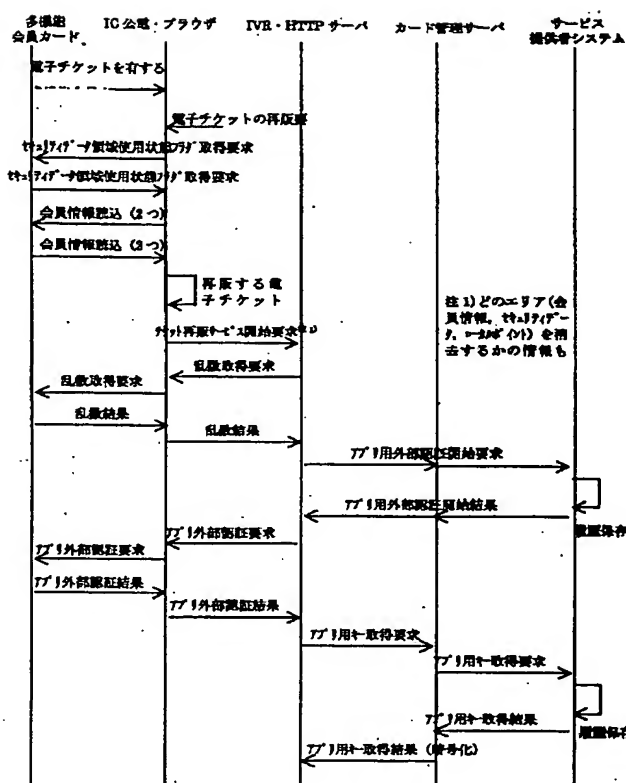 多機能
会員カード
IC公電・ブラウザ
IVR・HTTPサーバ
カード管理サーバ
サービス
提供者システム
電子チケットを有する
電子チケットの再販要
セキュリティデータ領域使用状態フラグ取得要求
セキュリティデータ領域使用状態フラグ取得要求
会員情報読込(2つ)
会員情報読込(2つ)
再販する電
子チケット
注1)どのエリア(会
員情報、セキュリティデー
タ、トータルポイント)を消
去するかの情報も
チケット再販サービス開始要求注1)
乱数取得要求
乱数取得要求
乱数結果
乱数結果
アプリ用外部認証開始要求
アプリ用外部認証開始結果
履歴保存
アプリ外部認証要求
アプリ外部認証要求
アプリ外部認証結果
アプリ外部認証結果
アプリ用キー取得要求
アプリ用キー取得要求
アプリ用キー取得結果
履歴保存
アプリ用キー取得結果(暗号化)